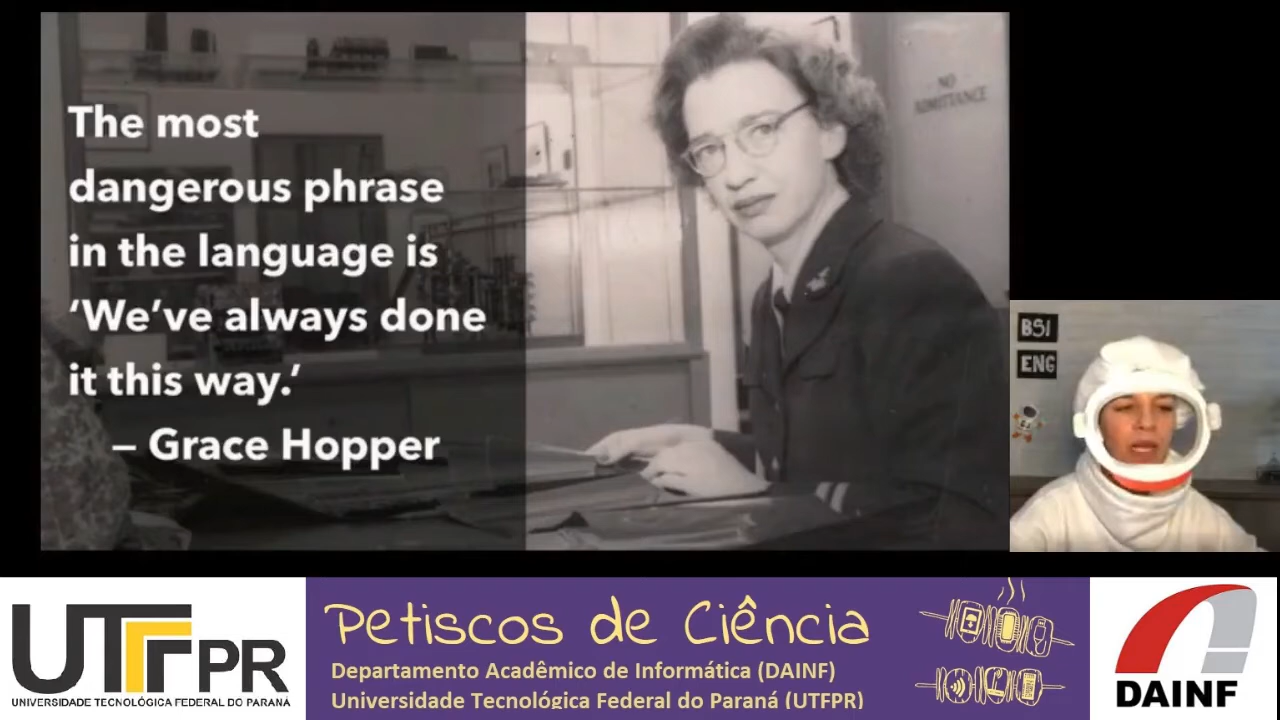 The most
dangerous phrase
in the language is
‘We’ve always done
it this way.’
– Grace Hopper
NO
ADMITTANCE
BSI
ENG
UTFPR
UNIVERSIDADE TECNOLÓGICA FEDERAL DO PARANÁ
Petiscos de Ciência
Departamento Acadêmico de Informática (DAINF)
Universidade Tecnológica Federal do Paraná (UTFPR)
DAINF